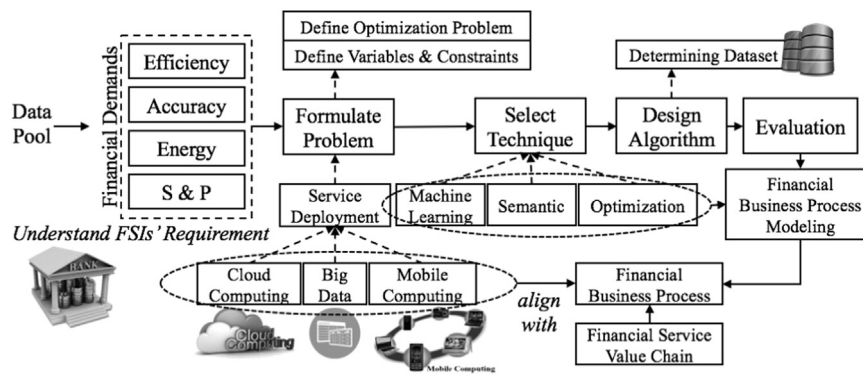 Define Optimization Problem
Define Variables & Constraints
Determining Dataset
Data
Pool
Financial Demands
Efficiency
Accuracy
Energy
S & P
Formulate
Problem
Select
Technique
Design
Algorithm
Evaluation
Service
Deployment
Machine
Learning
Semantic
Optimization
Financial
Business Process
Modeling
Understand FSIs' Requirement
BANK
Cloud
Computing
Big
Data
Mobile
Computing
align
with
Financial
Business Process
Financial Service
Value Chain
Cloud
Computing
Mobile Computing